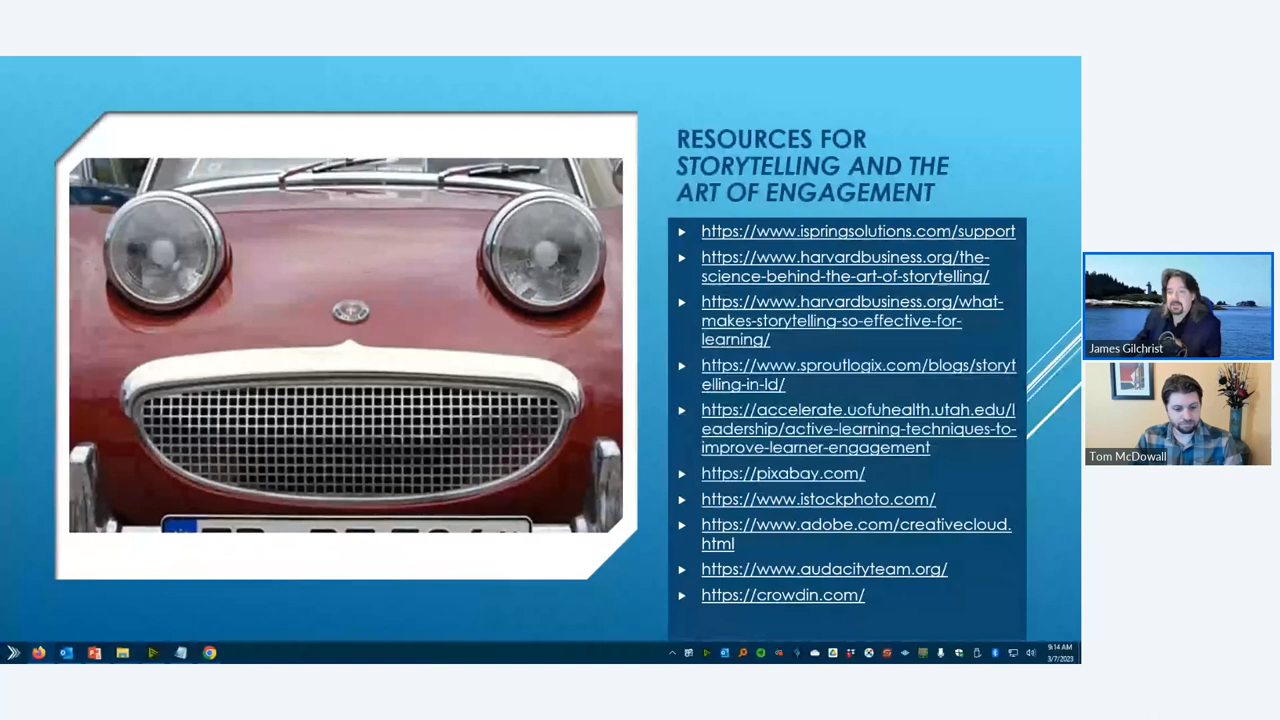 RESOURCES FOR
STORYTELLING AND THE
ART OF ENGAGEMENT
https://www.ispringsolutions.com/support
https://www.harvardbusiness.org/the-
science-behind-the-art-of-storytelling/
https://www.harvardbusiness.org/what-
makes-storytelling-so-effective-for-
learning/
https://www.sproutlogix.com/blogs/storyt
elling-in-ld/
https://accelerate.uofuhealth.utah.edu/l
eadership/active-learning-techniques-to-
improve-learner-engagement
https://pixabay.com/
https://www.istockphoto.com/
https://www.adobe.com/creativecloud.
html
https://www.audacityteam.org/
https://crowdin.com/
James Gilchrist
Tom McDowall
9:14 AM
3/7/2023